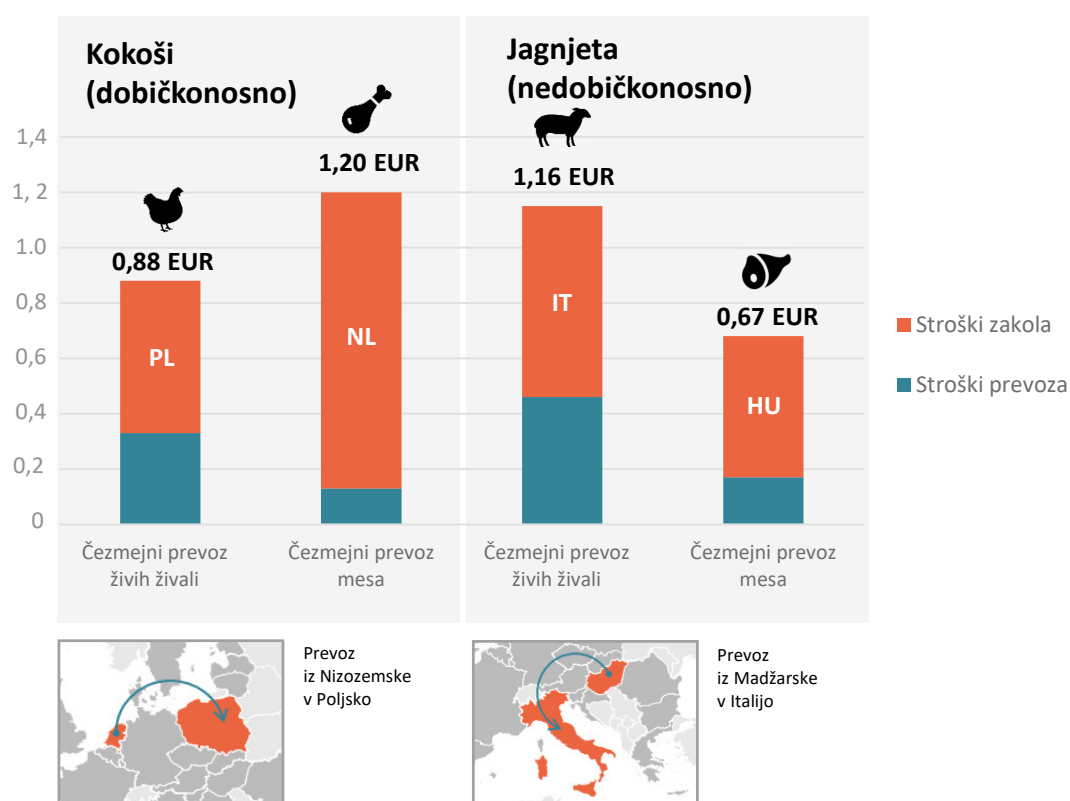 Kokoši
(dobičkonosno)
Jagnjeta
(nedobičkonosno)
1,4
1, 2
1.0
0,8
0,6
0,4
0,2
0
0,88 EUR
1,20 EUR
1,16 EUR
0,67 EUR
PL
NL
IT
HU
Stroški zakola
Stroški prevoza
Čezmejni prevoz
živih živali
Čezmejni prevoz
mesa
Čezmejni prevoz
živih živali
Čezmejni prevoz
mesa
Prevoz
iz Nizozemske
v Poljsko
Prevoz
iz Madžarske
v Italijo